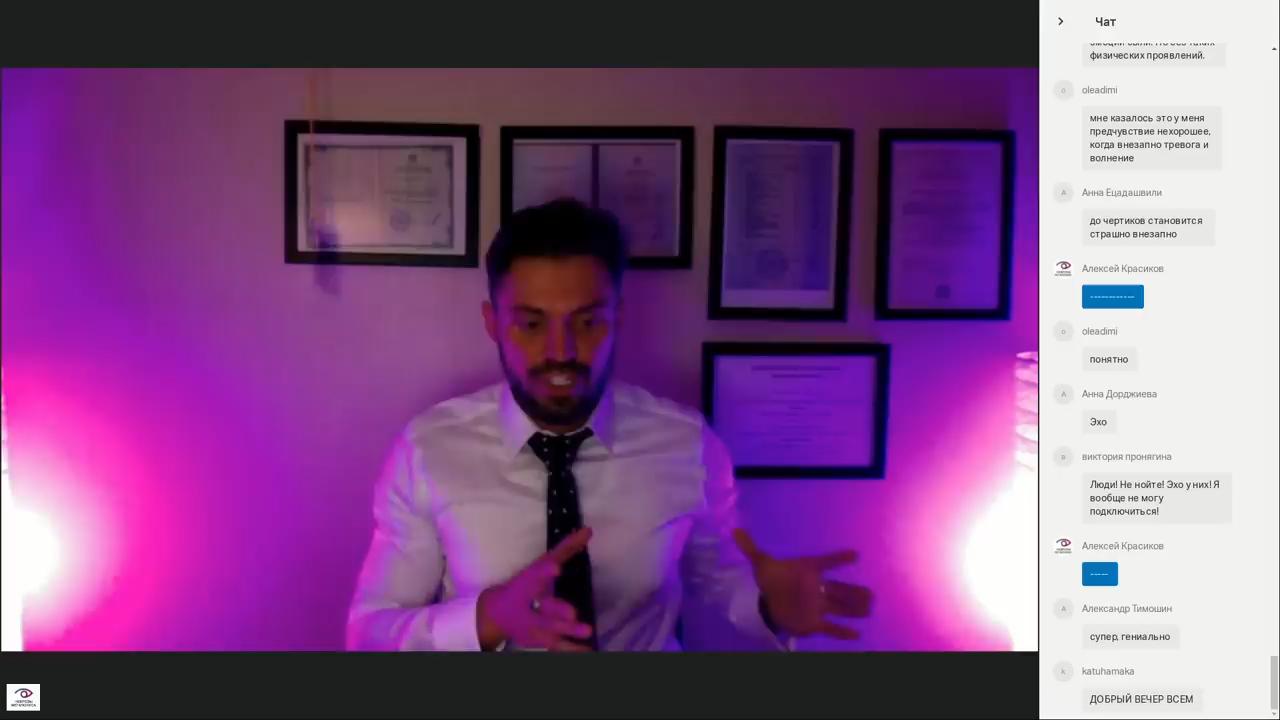 Чат
физических проявлений.
oleadimi
мне казалось это у меня
предчувствие нехорошее,
когда внезапно тревога и
волнение
Анна Ецадашвили
до чертиков становится
страшно внезапно
Алексей Красиков
------------
oleadimi
понятно
Анна Дорджиева
Эхо
виктория пронягина
Люди! Не нойте! Эхо у них! Я
вообще не могу
подключиться!
Алексей Красиков
-----
Александр Тимошин
супер, гениально
katuhamaka
ДОБРЫЙ ВЕЧЕР ВСЕМ